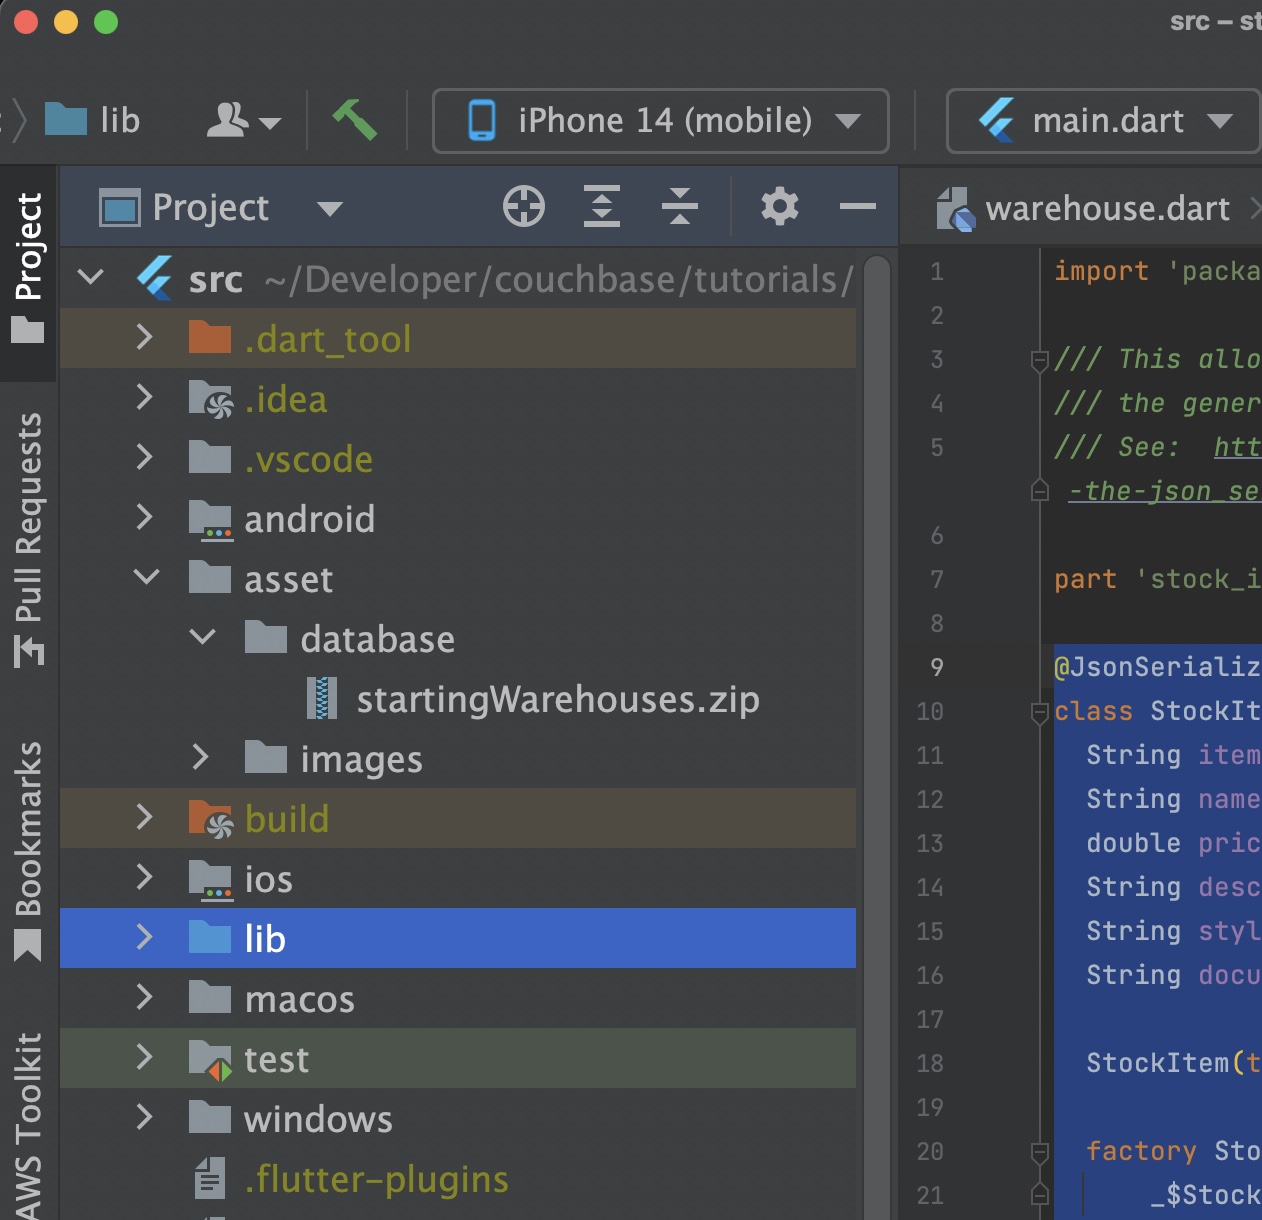 src – st
lib
iPhone 14 (mobile)
main.dart
Project
Pull Requests
Bookmarks
AWS Toolkit
Project
src ~/Developer/couchbase/tutorials/
.dart_tool
.idea
.vscode
android
asset
database
startingWarehouses.zip
images
build
ios
lib
macos
test
windows
.flutter-plugins
warehouse.dart
1 import 'packa
2
3 /// This allo
4 /// the gener
5 /// See: htt
-the-json_se
6
7 part 'stock_i
8
9 @JsonSerializ
10 class StockIt
11 String item
12 String name
13 double pric
14 String desc
15 String styl
16 String docu
17
18 StockItem(t
19
20 factory Sto
21 _$Stock